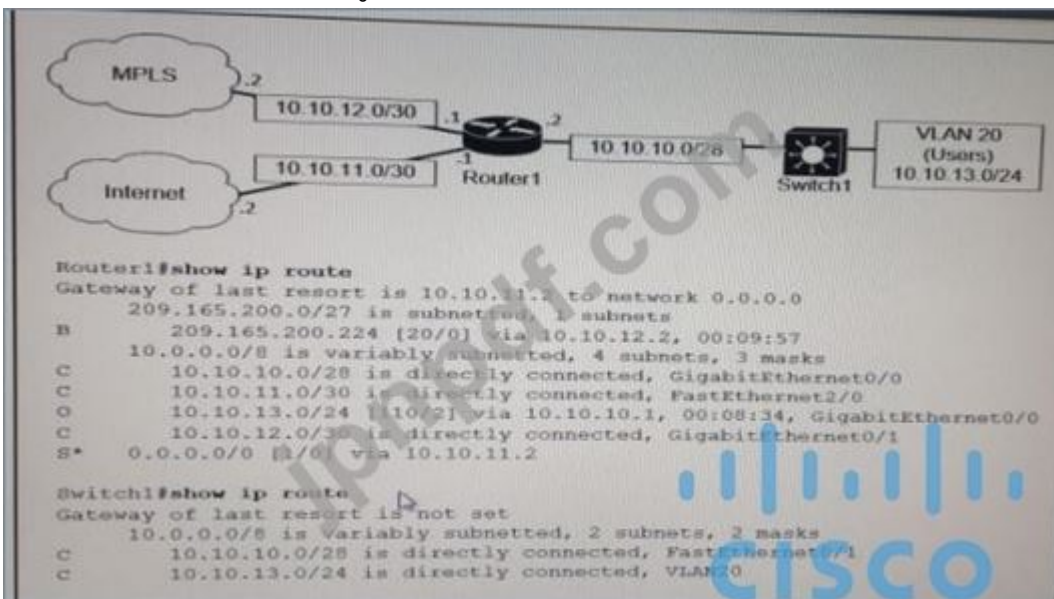 MPLS
.2
10.10.12.0/30
.1
.2
10.10.10.0/28
VLAN 20
(Users)
10.10.13.0/24
Internet
10.10.11.0/30
.1
Router1
Switch1
.2
Router1#show ip route
Gateway of last resort is 10.10.11.2 to network 0.0.0.0
209.165.200.0/27 is subnetted, 1 subnets
B 209.165.200.224 [20/0] via 10.10.12.2, 00:09:57
10.0.0.0/8 is variably subnetted, 4 subnets, 3 masks
C 10.10.10.0/28 is directly connected, GigabitEthernet0/0
C 10.10.11.0/30 is directly connected, FastEthernet2/0
O 10.10.13.0/24 [110/2] via 10.10.10.1, 00:08:34, GigabitEthernet0/0
C 10.10.12.0/30 is directly connected, GigabitEthernet0/1
S* 0.0.0.0/0 [1/0] via 10.10.11.2
Switch1#show ip route
Gateway of last resort is not set
10.0.0.0/8 is variably subnetted, 2 subnets, 2 masks
C 10.10.10.0/28 is directly connected, FastEthernet0/1
C 10.10.13.0/24 is directly connected, VLAN20
jpnpdf.com
CISCO